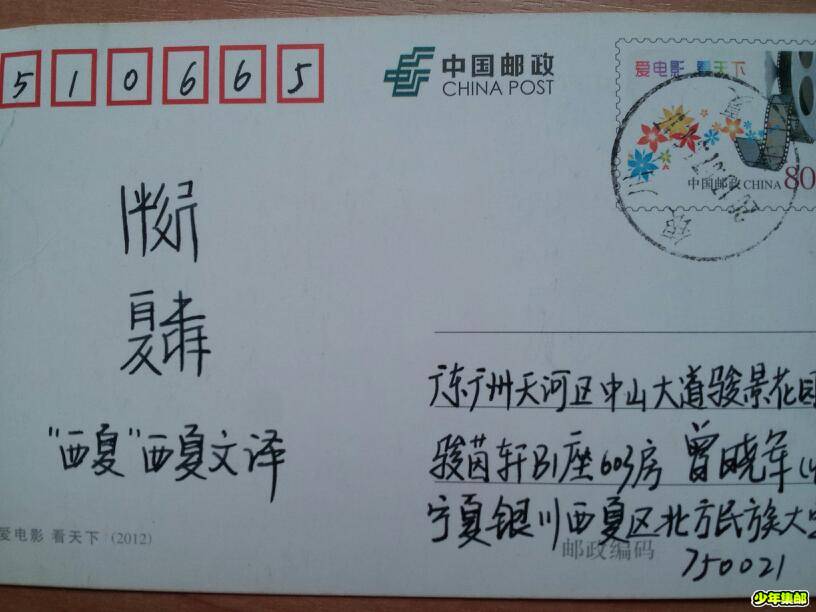 510665
中国邮政
CHINA POST
爱电影 看天下
中国邮政 CHINA 80
"西夏"西夏文译
广东广州天河区中山大道骏景花园
骏茵轩B1座603房 曾晓军
宁夏银川西夏区北方民族大
邮政编码
750021
爱电影 看天下 (2012)
少年集邮